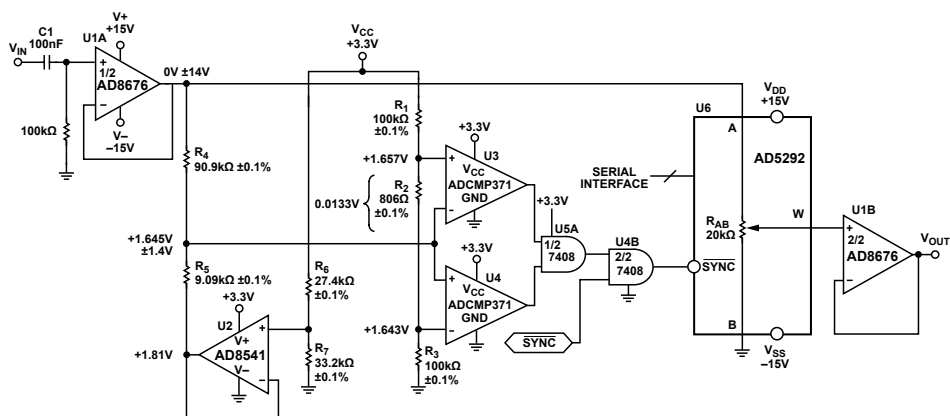 C1
100nF
VIN
U1A
V+
+15V
+
1/2
AD8676
−
V−
–15V
100kΩ
0V ±14V
R4
90.9kΩ ±0.1%
+1.645V
±1.4V
R5
9.09kΩ ±0.1%
+3.3V
U2
V+
+
AD8541
V−
−
+1.81V
VCC
+3.3V
R6
27.4kΩ
±0.1%
R7
33.2kΩ
±0.1%
R1
100kΩ
±0.1%
+1.657V
0.0133V
R2
806Ω
±0.1%
+1.643V
R3
100kΩ
±0.1%
+3.3V
U3
+
VCC
ADCMP371
GND
−
+3.3V
U4
+
VCC
ADCMP371
GND
−
+3.3V
U5A
1/2
7408
U4B
2/2
7408
SYNC
SERIAL
INTERFACE
U6
VDD
+15V
A
AD5292
RAB
20kΩ
W
SYNC
B
VSS
–15V
U1B
+
2/2
AD8676
−
VOUT